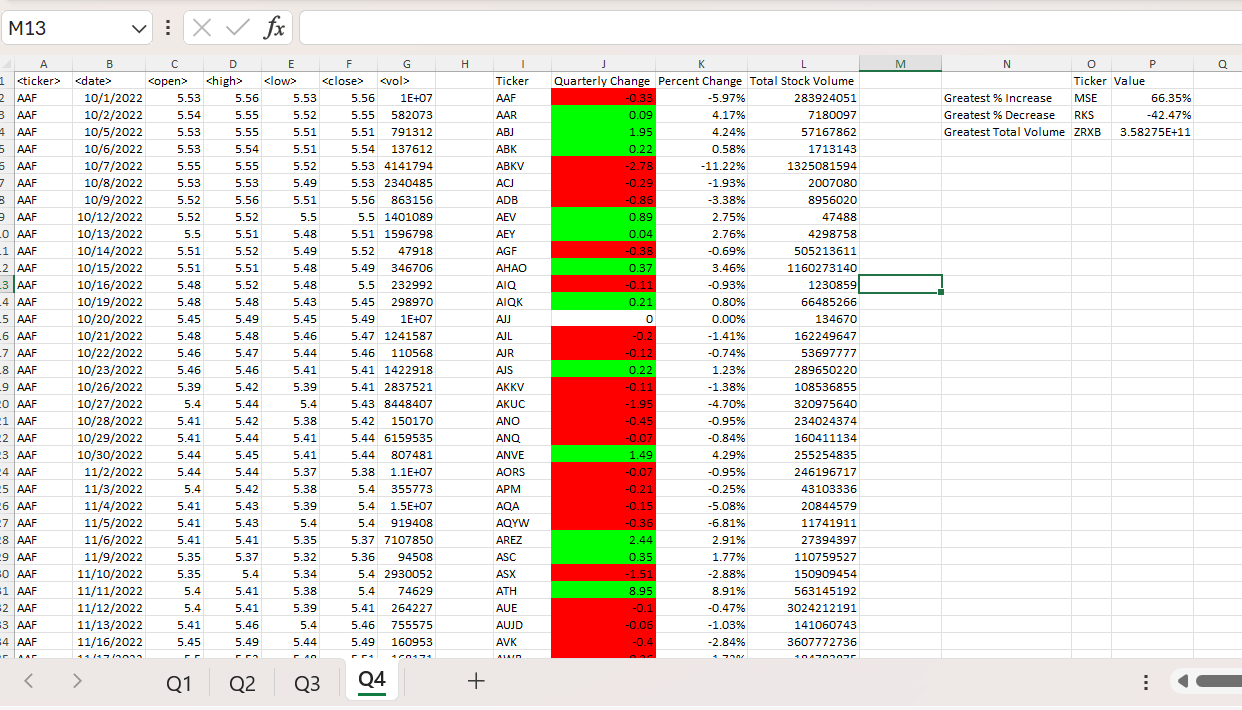 M13 fx
A B C D E F G H I J K L M N O P Q
1 <ticker> <date> <open> <high> <low> <close> <vol> Ticker Quarterly Change Percent Change Total Stock Volume Ticker Value
2 AAF 10/1/2022 5.53 5.56 5.53 5.56 1E+07 AAF -0.33 -5.97% 283924051 Greatest % Increase MSE 66.35%
3 AAF 10/2/2022 5.54 5.55 5.52 5.55 582073 AAR 0.09 4.17% 7180097 Greatest % Decrease RKS -42.47%
4 AAF 10/5/2022 5.53 5.55 5.51 5.51 791312 ABJ 1.95 4.24% 57167862 Greatest Total Volume ZRXB 3.58275E+11
5 AAF 10/6/2022 5.53 5.54 5.51 5.54 137612 ABK 0.22 0.58% 1713143
6 AAF 10/7/2022 5.55 5.55 5.52 5.53 4141794 ABKV -2.78 -11.22% 1325081594
7 AAF 10/8/2022 5.53 5.53 5.49 5.53 2340485 ACJ -0.29 -1.93% 2007080
8 AAF 10/9/2022 5.52 5.56 5.51 5.56 863156 ADB -0.86 -3.38% 8956020
9 AAF 10/12/2022 5.52 5.52 5.5 5.5 1401089 AEV 0.89 2.75% 47488
0 AAF 10/13/2022 5.5 5.51 5.48 5.51 1596798 AEY 0.04 2.76% 4298758
1 AAF 10/14/2022 5.51 5.52 5.49 5.52 47918 AGF -0.38 -0.69% 505213611
2 AAF 10/15/2022 5.51 5.51 5.48 5.49 346706 AHAO 0.37 3.46% 1160273140
3 AAF 10/16/2022 5.48 5.52 5.48 5.5 232992 AIQ -0.11 -0.93% 1230859
4 AAF 10/19/2022 5.48 5.48 5.43 5.45 298970 AIQK 0.21 0.80% 66485266
5 AAF 10/20/2022 5.45 5.49 5.45 5.49 1E+07 AJJ 0 0.00% 134670
6 AAF 10/21/2022 5.48 5.48 5.46 5.47 1241587 AJL -0.2 -1.41% 162249647
7 AAF 10/22/2022 5.46 5.47 5.44 5.46 110568 AJR -0.12 -0.74% 53697777
8 AAF 10/23/2022 5.46 5.46 5.41 5.41 1422918 AJS 0.22 1.23% 289650220
9 AAF 10/26/2022 5.39 5.42 5.39 5.41 2837521 AKKV -0.11 -1.38% 108536855
20 AAF 10/27/2022 5.4 5.44 5.4 5.43 8448407 AKUC -1.95 -4.70% 320975640
21 AAF 10/28/2022 5.41 5.42 5.38 5.42 150170 ANO -0.45 -0.95% 234024374
22 AAF 10/29/2022 5.41 5.44 5.41 5.44 6159535 ANQ -0.07 -0.84% 160411134
23 AAF 10/30/2022 5.44 5.45 5.41 5.44 807481 ANVE 1.49 4.29% 255254835
24 AAF 11/2/2022 5.44 5.44 5.37 5.38 1.1E+07 AORS -0.07 -0.95% 246196717
25 AAF 11/3/2022 5.4 5.42 5.38 5.4 355773 APM -0.21 -0.25% 43103336
26 AAF 11/4/2022 5.41 5.43 5.39 5.4 1.5E+07 AQA -0.15 -5.08% 20844579
27 AAF 11/5/2022 5.41 5.43 5.4 5.4 919408 AQYW -0.36 -6.81% 11741911
28 AAF 11/6/2022 5.41 5.41 5.35 5.37 7107850 AREZ 2.44 2.91% 27394397
29 AAF 11/9/2022 5.35 5.37 5.32 5.36 94508 ASC 0.35 1.77% 110759527
30 AAF 11/10/2022 5.35 5.4 5.34 5.4 2930052 ASX -1.51 -2.88% 150909454
31 AAF 11/11/2022 5.4 5.41 5.38 5.4 74629 ATH 8.95 8.91% 563145192
32 AAF 11/12/2022 5.4 5.41 5.39 5.41 264227 AUE -0.1 -0.47% 3024212191
33 AAF 11/13/2022 5.41 5.46 5.4 5.46 755575 AUJD -0.06 -1.03% 141060743
34 AAF 11/16/2022 5.45 5.49 5.44 5.49 160953 AVK -0.4 -2.84% 3607772736
Q1 Q2 Q3 Q4